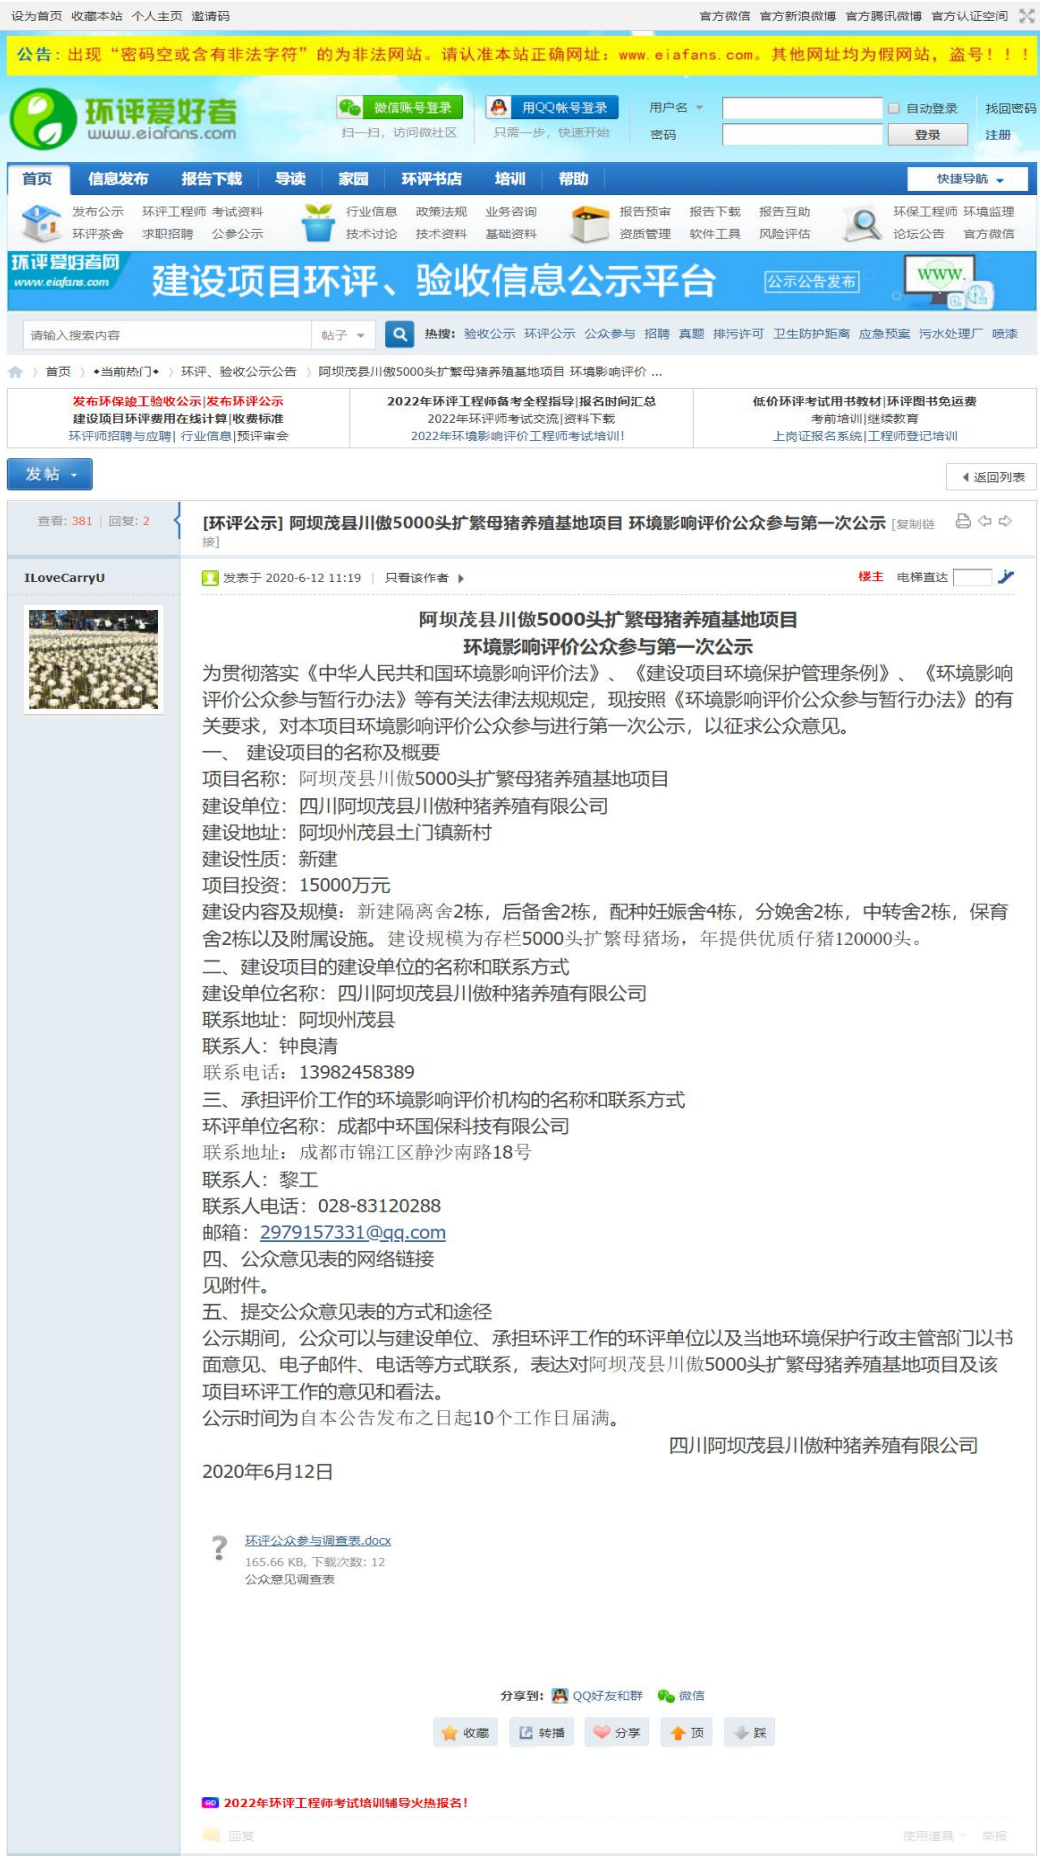 设为首页 收藏本站 个人主页 邀请码 官方微信 官方新浪微博 官方腾讯微博 官方认证空间
公告：出现“密码空或含有非法字符”的为非法网站。请认准本站正确网址：www.eiafans.com。其他网址均为假网站，盗号！！！
环评爱好者 微信账号登录 用QQ帐号登录 用户名 自动登录 找回密码
www.eiafans.com 扫一扫，访问微社区 只需一步，快速开始 密码 登录 注册
首页 信息发布 报告下载 导读 家园 环评书店 培训 帮助 快捷导航
发布公示 环评工程师 考试资料 行业信息 政策法规 业务咨询 报告预审 报告下载 报告互助 环保工程师 环境监理
环评茶舍 求职招聘 公参公示 技术讨论 技术资料 基础资料 资质管理 软件工具 风险评估 论坛公告 官方微信
环评爱好者网
www.eiafans.com 建设项目环评、验收信息公示平台 公示公告发布 WWW.
请输入搜索内容 帖子 热搜: 验收公示 环评公示 公众参与 招聘 真题 排污许可 卫生防护距离 应急预案 污水处理厂 喷漆
首页 〉 •当前热门• 〉 环评、验收公示公告 〉 阿坝茂县川傲5000头扩繁母猪养殖基地项目 环境影响评价 ...
发布环保竣工验收公示|发布环评公示 2022年环评工程师备考全程指导|报名时间汇总 低价环评考试用书教材|环评图书免运费
建设项目环评费用在线计算|收费标准 2022年环评师考试交流|资料下载 考前培训|继续教育
环评师招聘与应聘| 行业信息|预评审会 2022年环境影响评价工程师考试培训! 上岗证报名系统|工程师登记培训
发帖 返回列表
查看: 381 | 回复: 2 [环评公示] 阿坝茂县川傲5000头扩繁母猪养殖基地项目 环境影响评价公众参与第一次公示 [复制链
接]
ILoveCarryU 发表于 2020-6-12 11:19 | 只看该作者 楼主 电梯直达
阿坝茂县川傲5000头扩繁母猪养殖基地项目
环境影响评价公众参与第一次公示
为贯彻落实《中华人民共和国环境影响评价法》、《建设项目环境保护管理条例》、《环境影响
评价公众参与暂行办法》等有关法律法规规定，现按照《环境影响评价公众参与暂行办法》的有
关要求，对本项目环境影响评价公众参与进行第一次公示，以征求公众意见。
一、 建设项目的名称及概要
项目名称：阿坝茂县川傲5000头扩繁母猪养殖基地项目
建设单位：四川阿坝茂县川傲种猪养殖有限公司
建设地址：阿坝州茂县土门镇新村
建设性质：新建
项目投资：15000万元
建设内容及规模：新建隔离舍2栋，后备舍2栋，配种妊娠舍4栋，分娩舍2栋，中转舍2栋，保育
舍2栋以及附属设施。建设规模为存栏5000头扩繁母猪场，年提供优质仔猪120000头。
二、建设项目的建设单位的名称和联系方式
建设单位名称：四川阿坝茂县川傲种猪养殖有限公司
联系地址：阿坝州茂县
联系人：钟良清
联系电话：13982458389
三、承担评价工作的环境影响评价机构的名称和联系方式
环评单位名称：成都中环国保科技有限公司
联系地址：成都市锦江区静沙南路18号
联系人：黎工
联系人电话：028-83120288
邮箱：2979157331@qq.com
四、公众意见表的网络链接
见附件。
五、提交公众意见表的方式和途径
公示期间，公众可以与建设单位、承担环评工作的环评单位以及当地环境保护行政主管部门以书
面意见、电子邮件、电话等方式联系，表达对阿坝茂县川傲5000头扩繁母猪养殖基地项目及该
项目环评工作的意见和看法。
公示时间为自本公告发布之日起10个工作日届满。
四川阿坝茂县川傲种猪养殖有限公司
2020年6月12日
环评公众参与调查表.docx
165.66 KB, 下载次数: 12
公众意见调查表
分享到: QQ好友和群 微信
收藏 转播 分享 顶 踩
AD 2022年环评工程师考试培训辅导火热报名!
回复 使用道具 举报